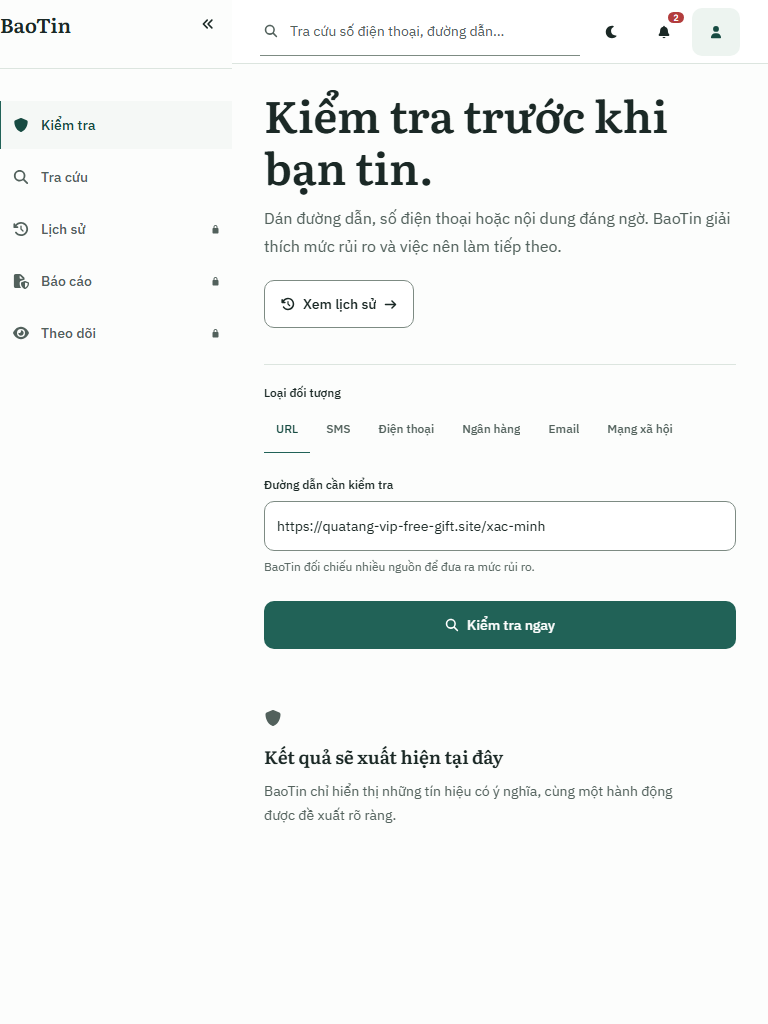 BaoTin
Tra cứu số điện thoại, đường dẫn...
2
Kiểm tra
Tra cứu
Lịch sử
Báo cáo
Theo dõi
Kiểm tra trước khi
bạn tin.
Dán đường dẫn, số điện thoại hoặc nội dung đáng ngờ. BaoTin giải
thích mức rủi ro và việc nên làm tiếp theo.
Xem lịch sử
Loại đối tượng
URL SMS Điện thoại Ngân hàng Email Mạng xã hội
Đường dẫn cần kiểm tra
https://quatang-vip-free-gift.site/xac-minh
BaoTin đối chiếu nhiều nguồn để đưa ra mức rủi ro.
Kiểm tra ngay
Kết quả sẽ xuất hiện tại đây
BaoTin chỉ hiển thị những tín hiệu có ý nghĩa, cùng một hành động
được đề xuất rõ ràng.